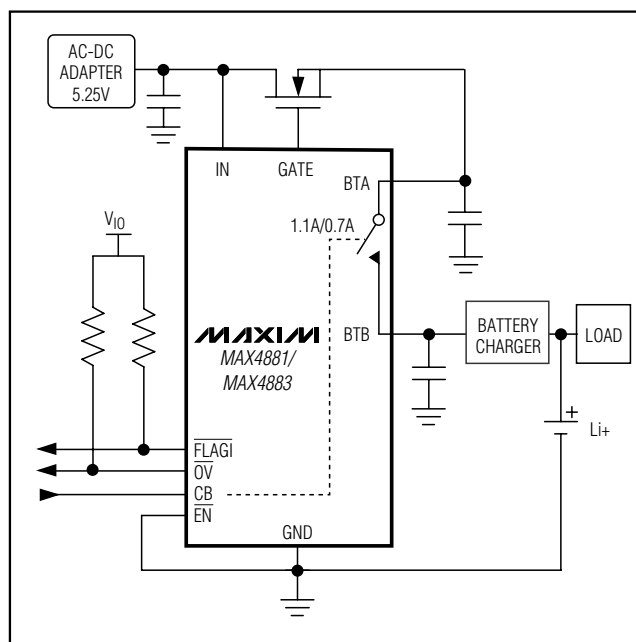 AC-DC
ADAPTER
5.25V
IN
GATE
BTA
1.1A/0.7A
VIO
MAXIM
MAX4881/
MAX4883
BTB
BATTERY
CHARGER
LOAD
+
Li+
FLAGI
OV
CB
EN
GND